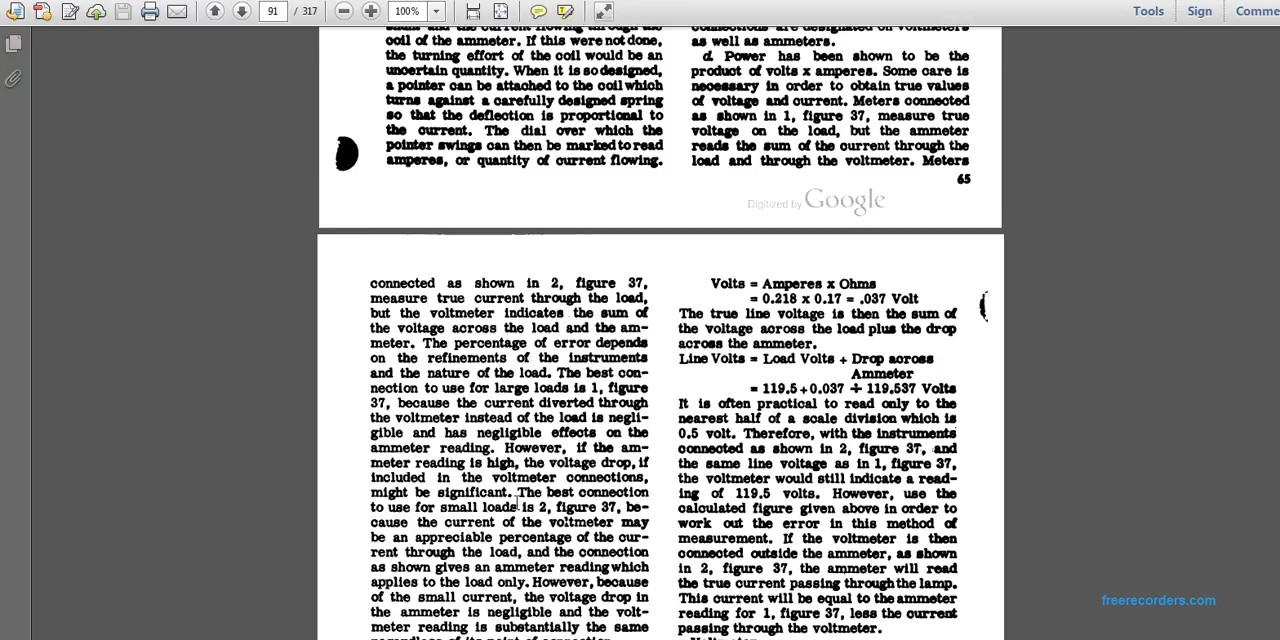 91 / 317
100%
Tools
Sign
Comme
coil of the ammeter. If this were not done,
the turning effort of the coil would be an
uncertain quantity. When it is so designed,
a pointer can be attached to the coil which
turns against a carefully designed spring
so that the deflection is proportional to
the current. The dial over which the
pointer swings can then be marked to read
amperes, or quantity of current flowing.
connections are designated on voltmeters
as well as ammeters.
d. Power has been shown to be the
product of volts x amperes. Some care is
necessary in order to obtain true values
of voltage and current. Meters connected
as shown in 1, figure 37, measure true
voltage on the load, but the ammeter
reads the sum of the current through the
load and through the voltmeter. Meters
65
Digitized by Google
connected as shown in 2, figure 37,
measure true current through the load,
but the voltmeter indicates the sum of
the voltage across the load and the am-
meter. The percentage of error depends
on the refinements of the instruments
and the nature of the load. The best con-
nection to use for large loads is 1, figure
37, because the current diverted through
the voltmeter instead of the load is negli-
gible and has negligible effects on the
ammeter reading. However, if the am-
meter reading is high, the voltage drop, if
included in the voltmeter connections,
might be significant. The best connection
to use for small loads is 2, figure 37, be-
cause the current of the voltmeter may
be an appreciable percentage of the cur-
rent through the load, and the connection
as shown gives an ammeter reading which
applies to the load only. However, because
of the small current, the voltage drop in
the ammeter is negligible and the volt-
meter reading is substantially the same
regardless of its point of connection.
Volts = Amperes x Ohms
= 0.218 x 0.17 = .037 Volt
The true line voltage is then the sum of
the voltage across the load plus the drop
across the ammeter.
Line Volts = Load Volts + Drop across
Ammeter
= 119.5 + 0.037 ÷ 119.537 Volts
It is often practical to read only to the
nearest half of a scale division which is
0.5 volt. Therefore, with the instruments
connected as shown in 2, figure 37, and
the same line voltage as in 1, figure 37,
the voltmeter would still indicate a read-
ing of 119.5 volts. However, use the
calculated figure given above in order to
work out the error in this method of
measurement. If the voltmeter is then
connected outside the ammeter, as shown
in 2, figure 37, the ammeter will read
the true current passing through the lamp.
This current will be equal to the ammeter
reading for 1, figure 37, less the current
passing through the voltmeter.
freerecorders.com